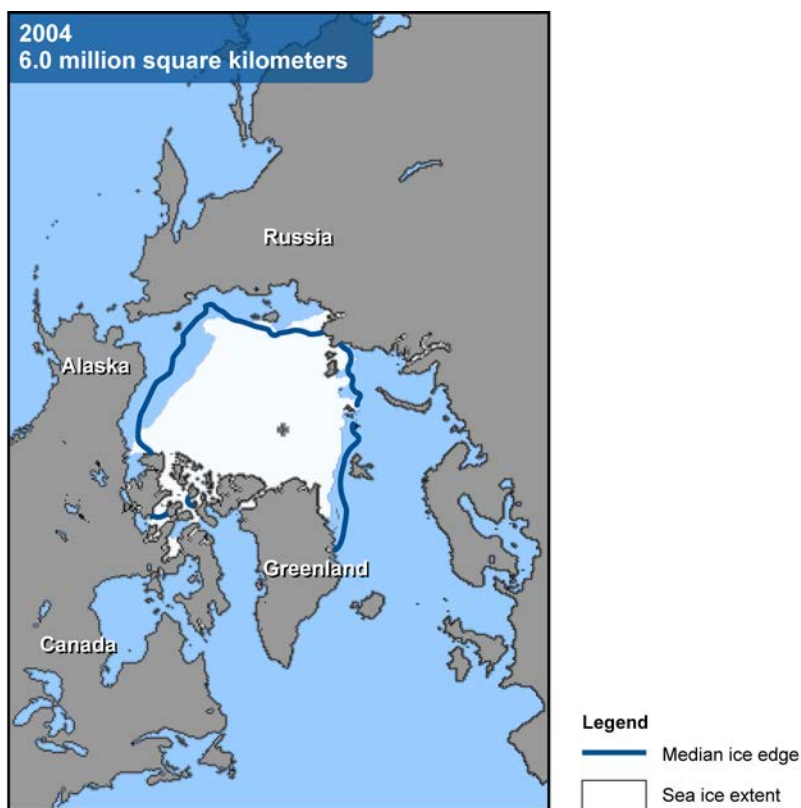 2004
6.0 million square kilometers
Russia
Alaska
Greenland
Canada
Legend
Median ice edge
Sea ice extent